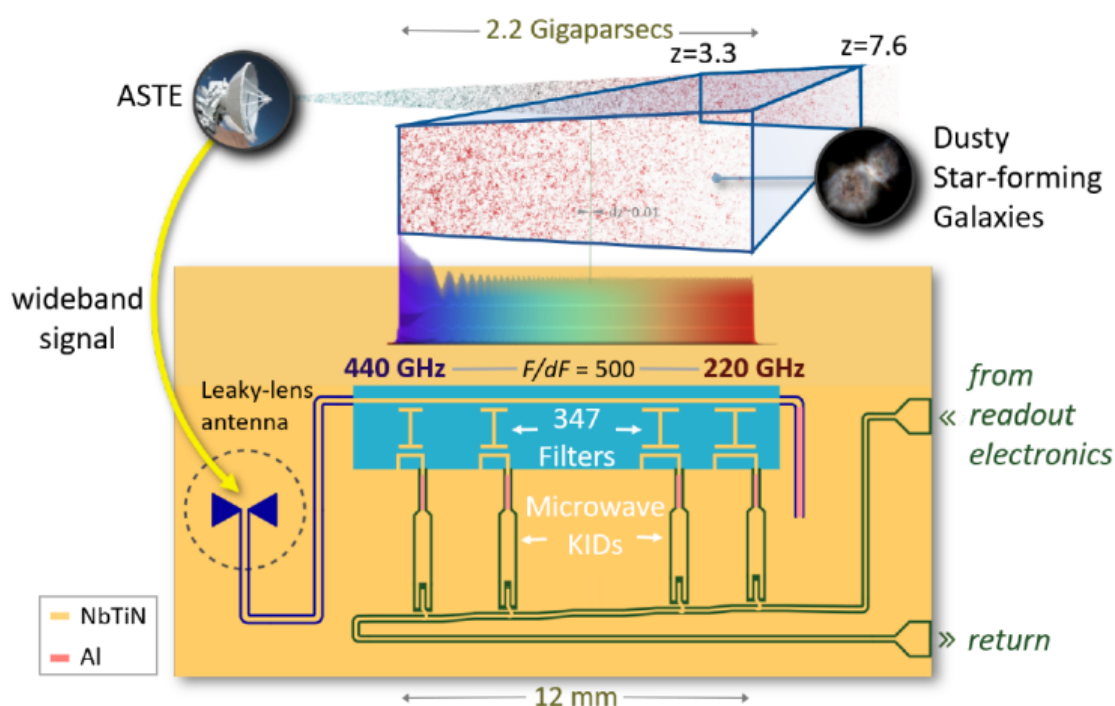 2.2 Gigaparsecs
z=3.3
z=7.6
ASTE
Dusty
Star-forming
Galaxies
wideband
signal
440 GHz
F/dF = 500
220 GHz
Leaky-lens
antenna
347
Filters
from
« readout
electronics
Microwave
KIDs
NbTiN
Al
» return
12 mm